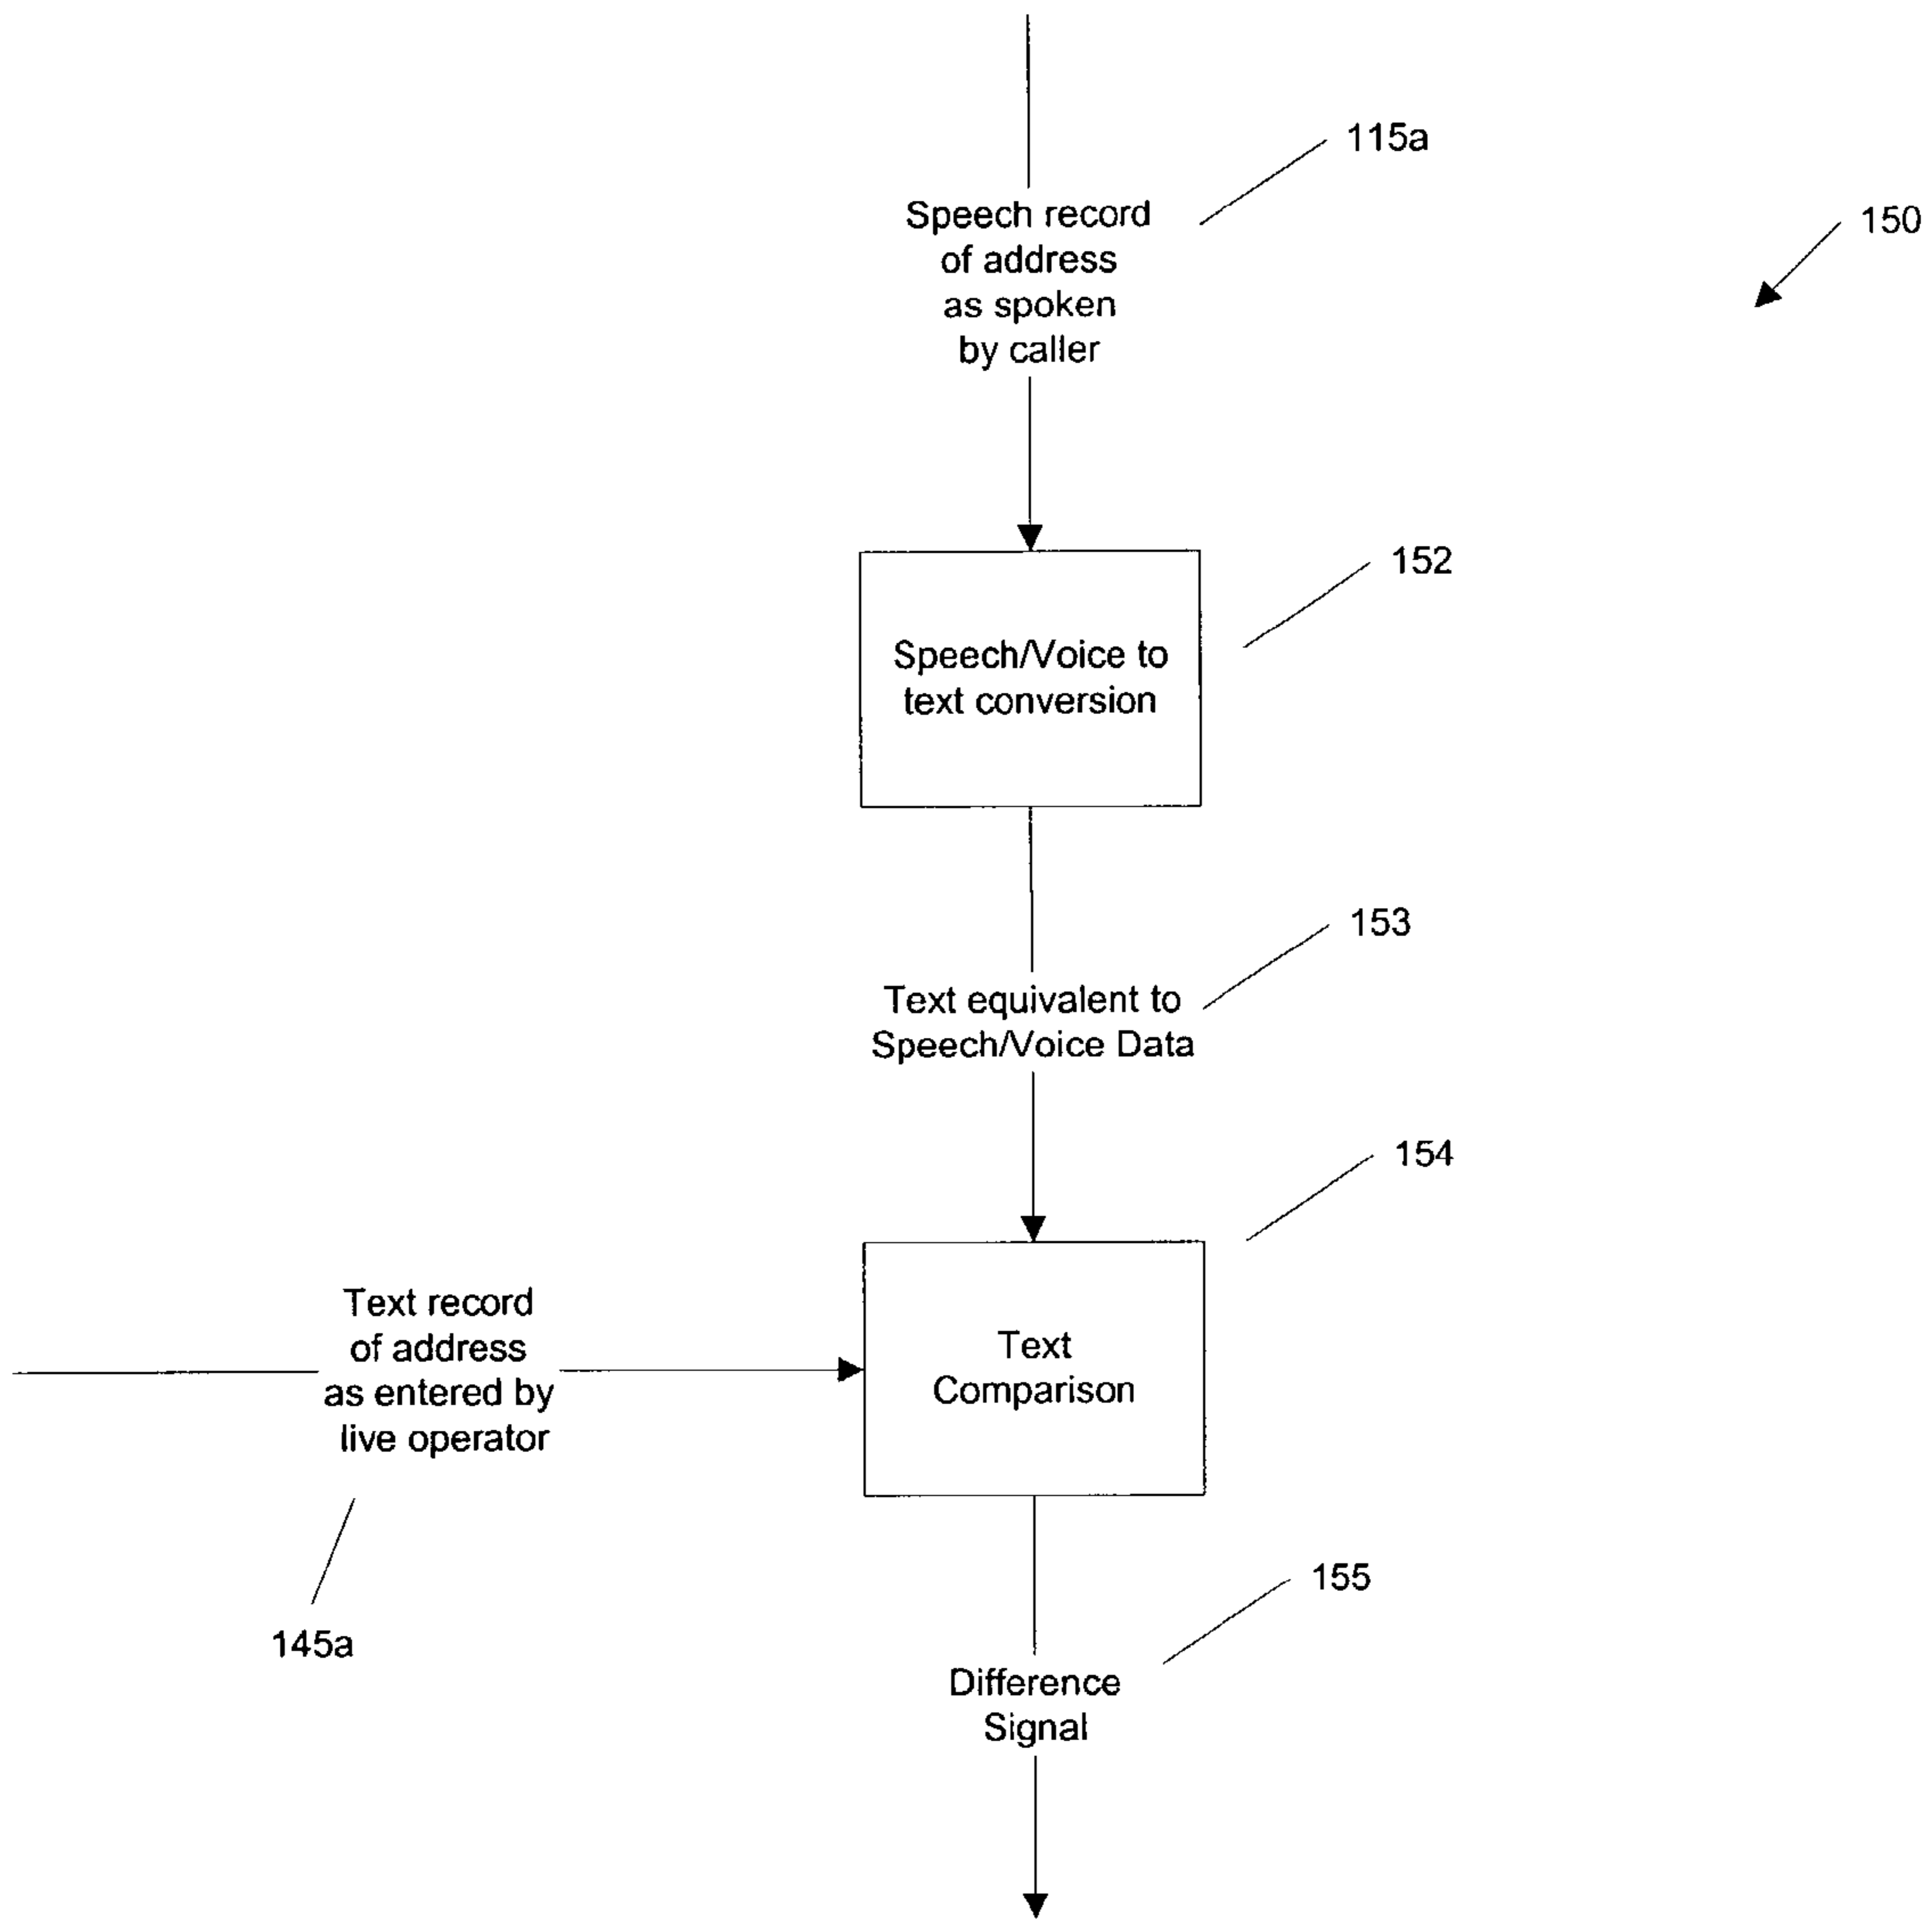 115a
150
Speech record
of address
as spoken
by caller
152
Speech/Voice to
text conversion
153
Text equivalent to
Speech/Voice Data
154
Text record
of address
as entered by
live operator
Text
Comparison
145a
155
Difference
Signal